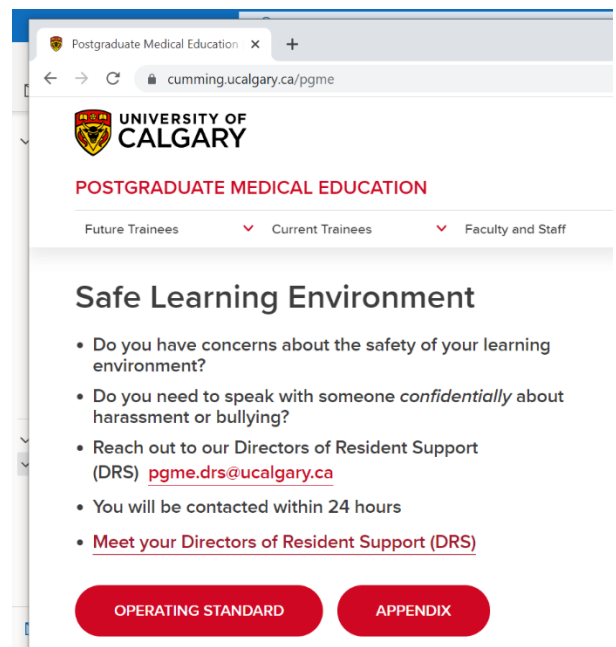 Postgraduate Medical Education
cumming.ucalgary.ca/pgme
UNIVERSITY OF
CALGARY
POSTGRADUATE MEDICAL EDUCATION
Future Trainees Current Trainees Faculty and Staff
Safe Learning Environment
• Do you have concerns about the safety of your learning
environment?
• Do you need to speak with someone confidentially about
harassment or bullying?
• Reach out to our Directors of Resident Support
(DRS) pgme.drs@ucalgary.ca
• You will be contacted within 24 hours
• Meet your Directors of Resident Support (DRS)
OPERATING STANDARD APPENDIX